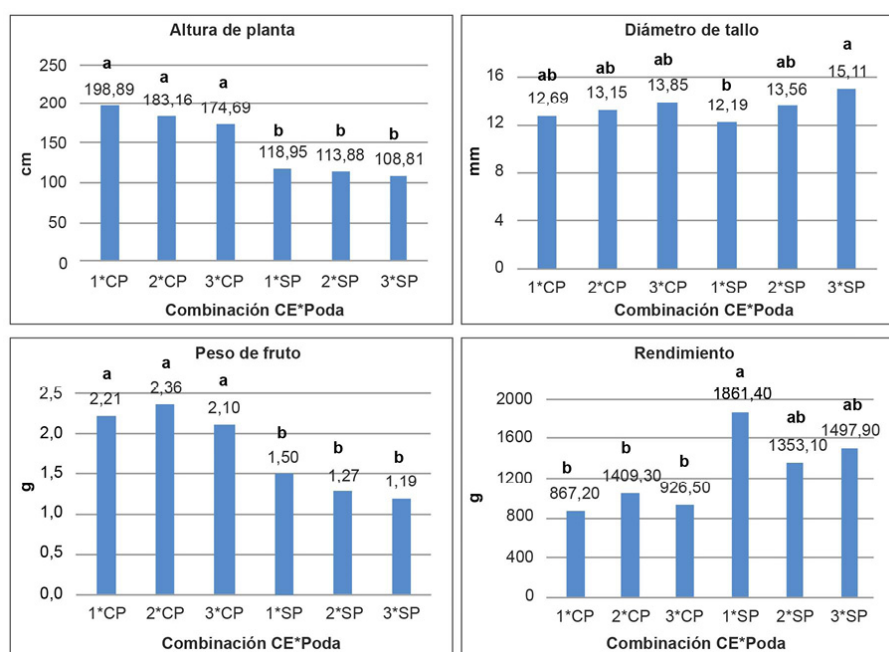 Altura de planta
a
a
a
250
198,89
183,16
174,69
200
b
b
b
150
118,95
113,88
108,81
cm
100
50
0
1*CP 2*CP 3*CP 1*SP 2*SP 3*SP
Combinación CE*Poda
Diámetro de tallo
a
ab
ab
ab
b
ab
15,11
16
12,69
13,15
13,85
12,19
13,56
12
mm
8
4
0
1*CP 2*CP 3*CP 1*SP 2*SP 3*SP
Combinación CE*Poda
Peso de fruto
a
a
a
2,5
2,21
2,36
2,10
2,0
b
b
b
1,5
1,50
1,27
1,19
g
1,0
0,5
0,0
1*CP 2*CP 3*CP 1*SP 2*SP 3*SP
Combinación CE*Poda
Rendimiento
a
2000
1861,40
ab
ab
1600
1353,10
1497,90
b
b
b
1200
867,20
1409,30
926,50
g
800
400
0
1*CP 2*CP 3*CP 1*SP 2*SP 3*SP
Combinación CE*Poda